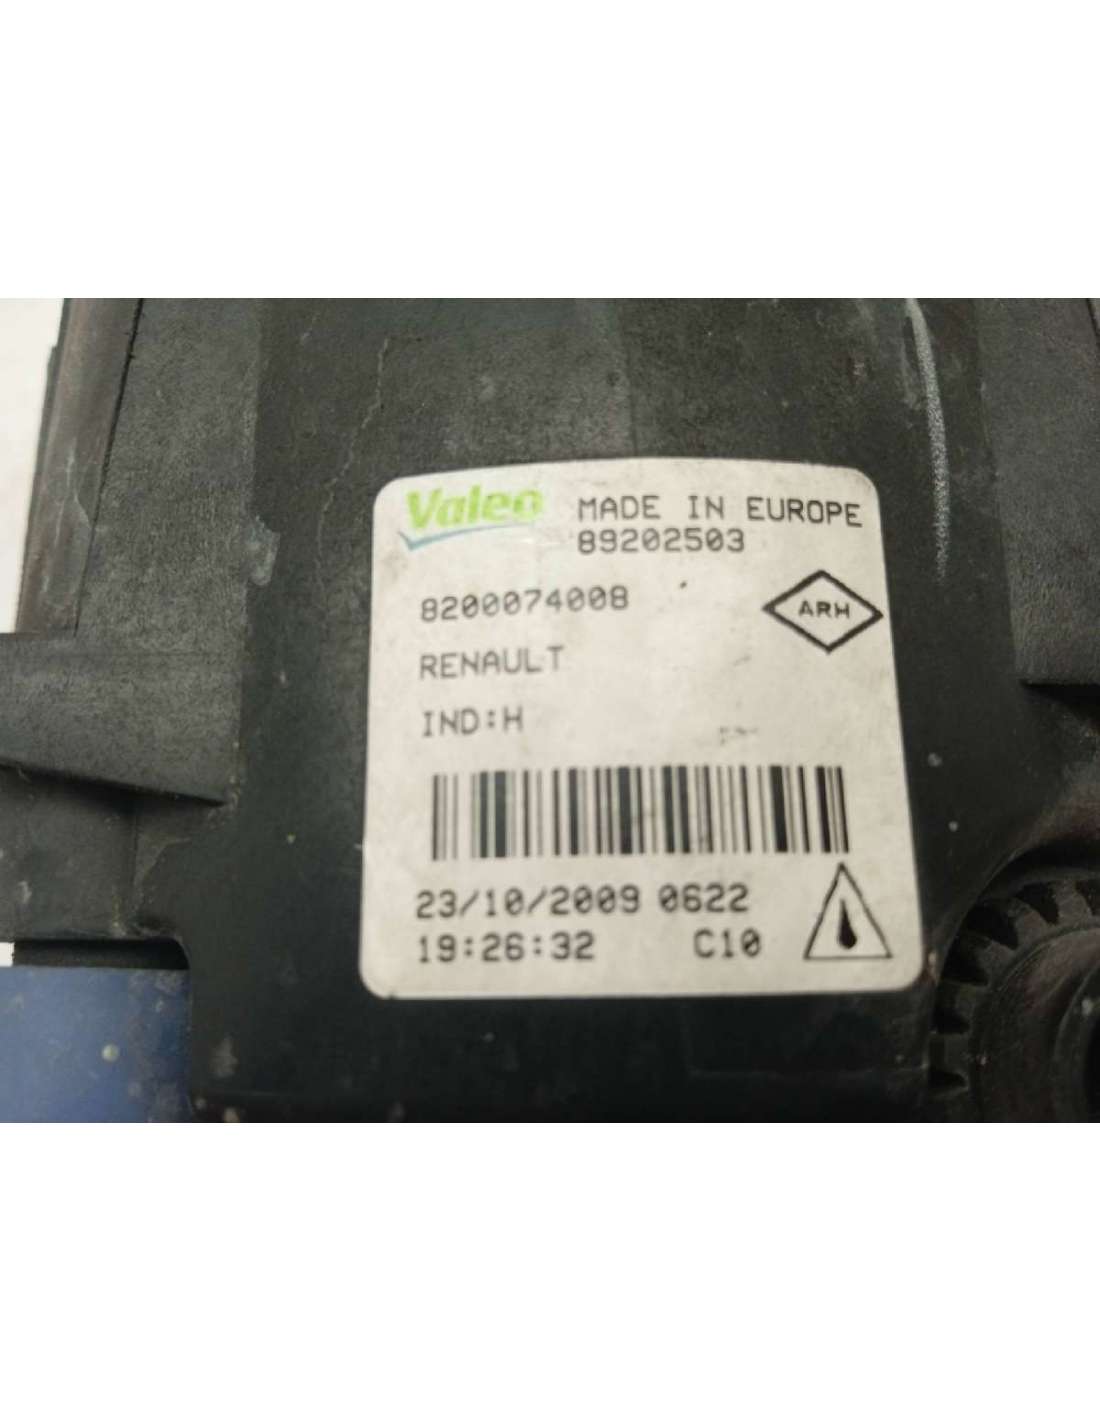 Valeo MADE IN EUROPE
89202503
8200074008
ARH
RENAULT
IND:H
23/10/2009 0622
19:26:32 C10